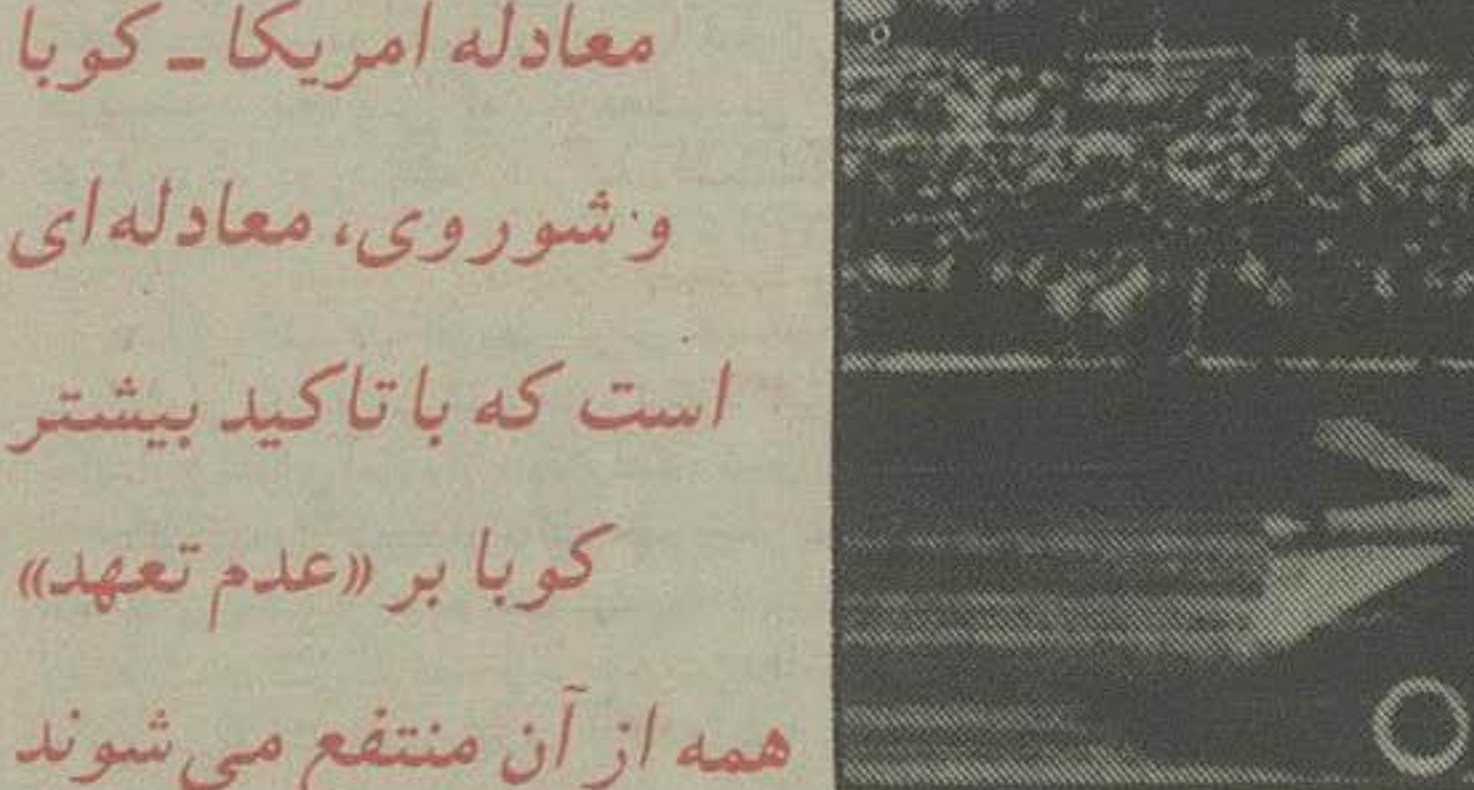 معادله امریکا ـ کوبا
و شوروی، معادله‌ای
است که با تاکید بیشتر
کوبا بر «عدم تعهد»
همه از آن منتفع می‌شوند